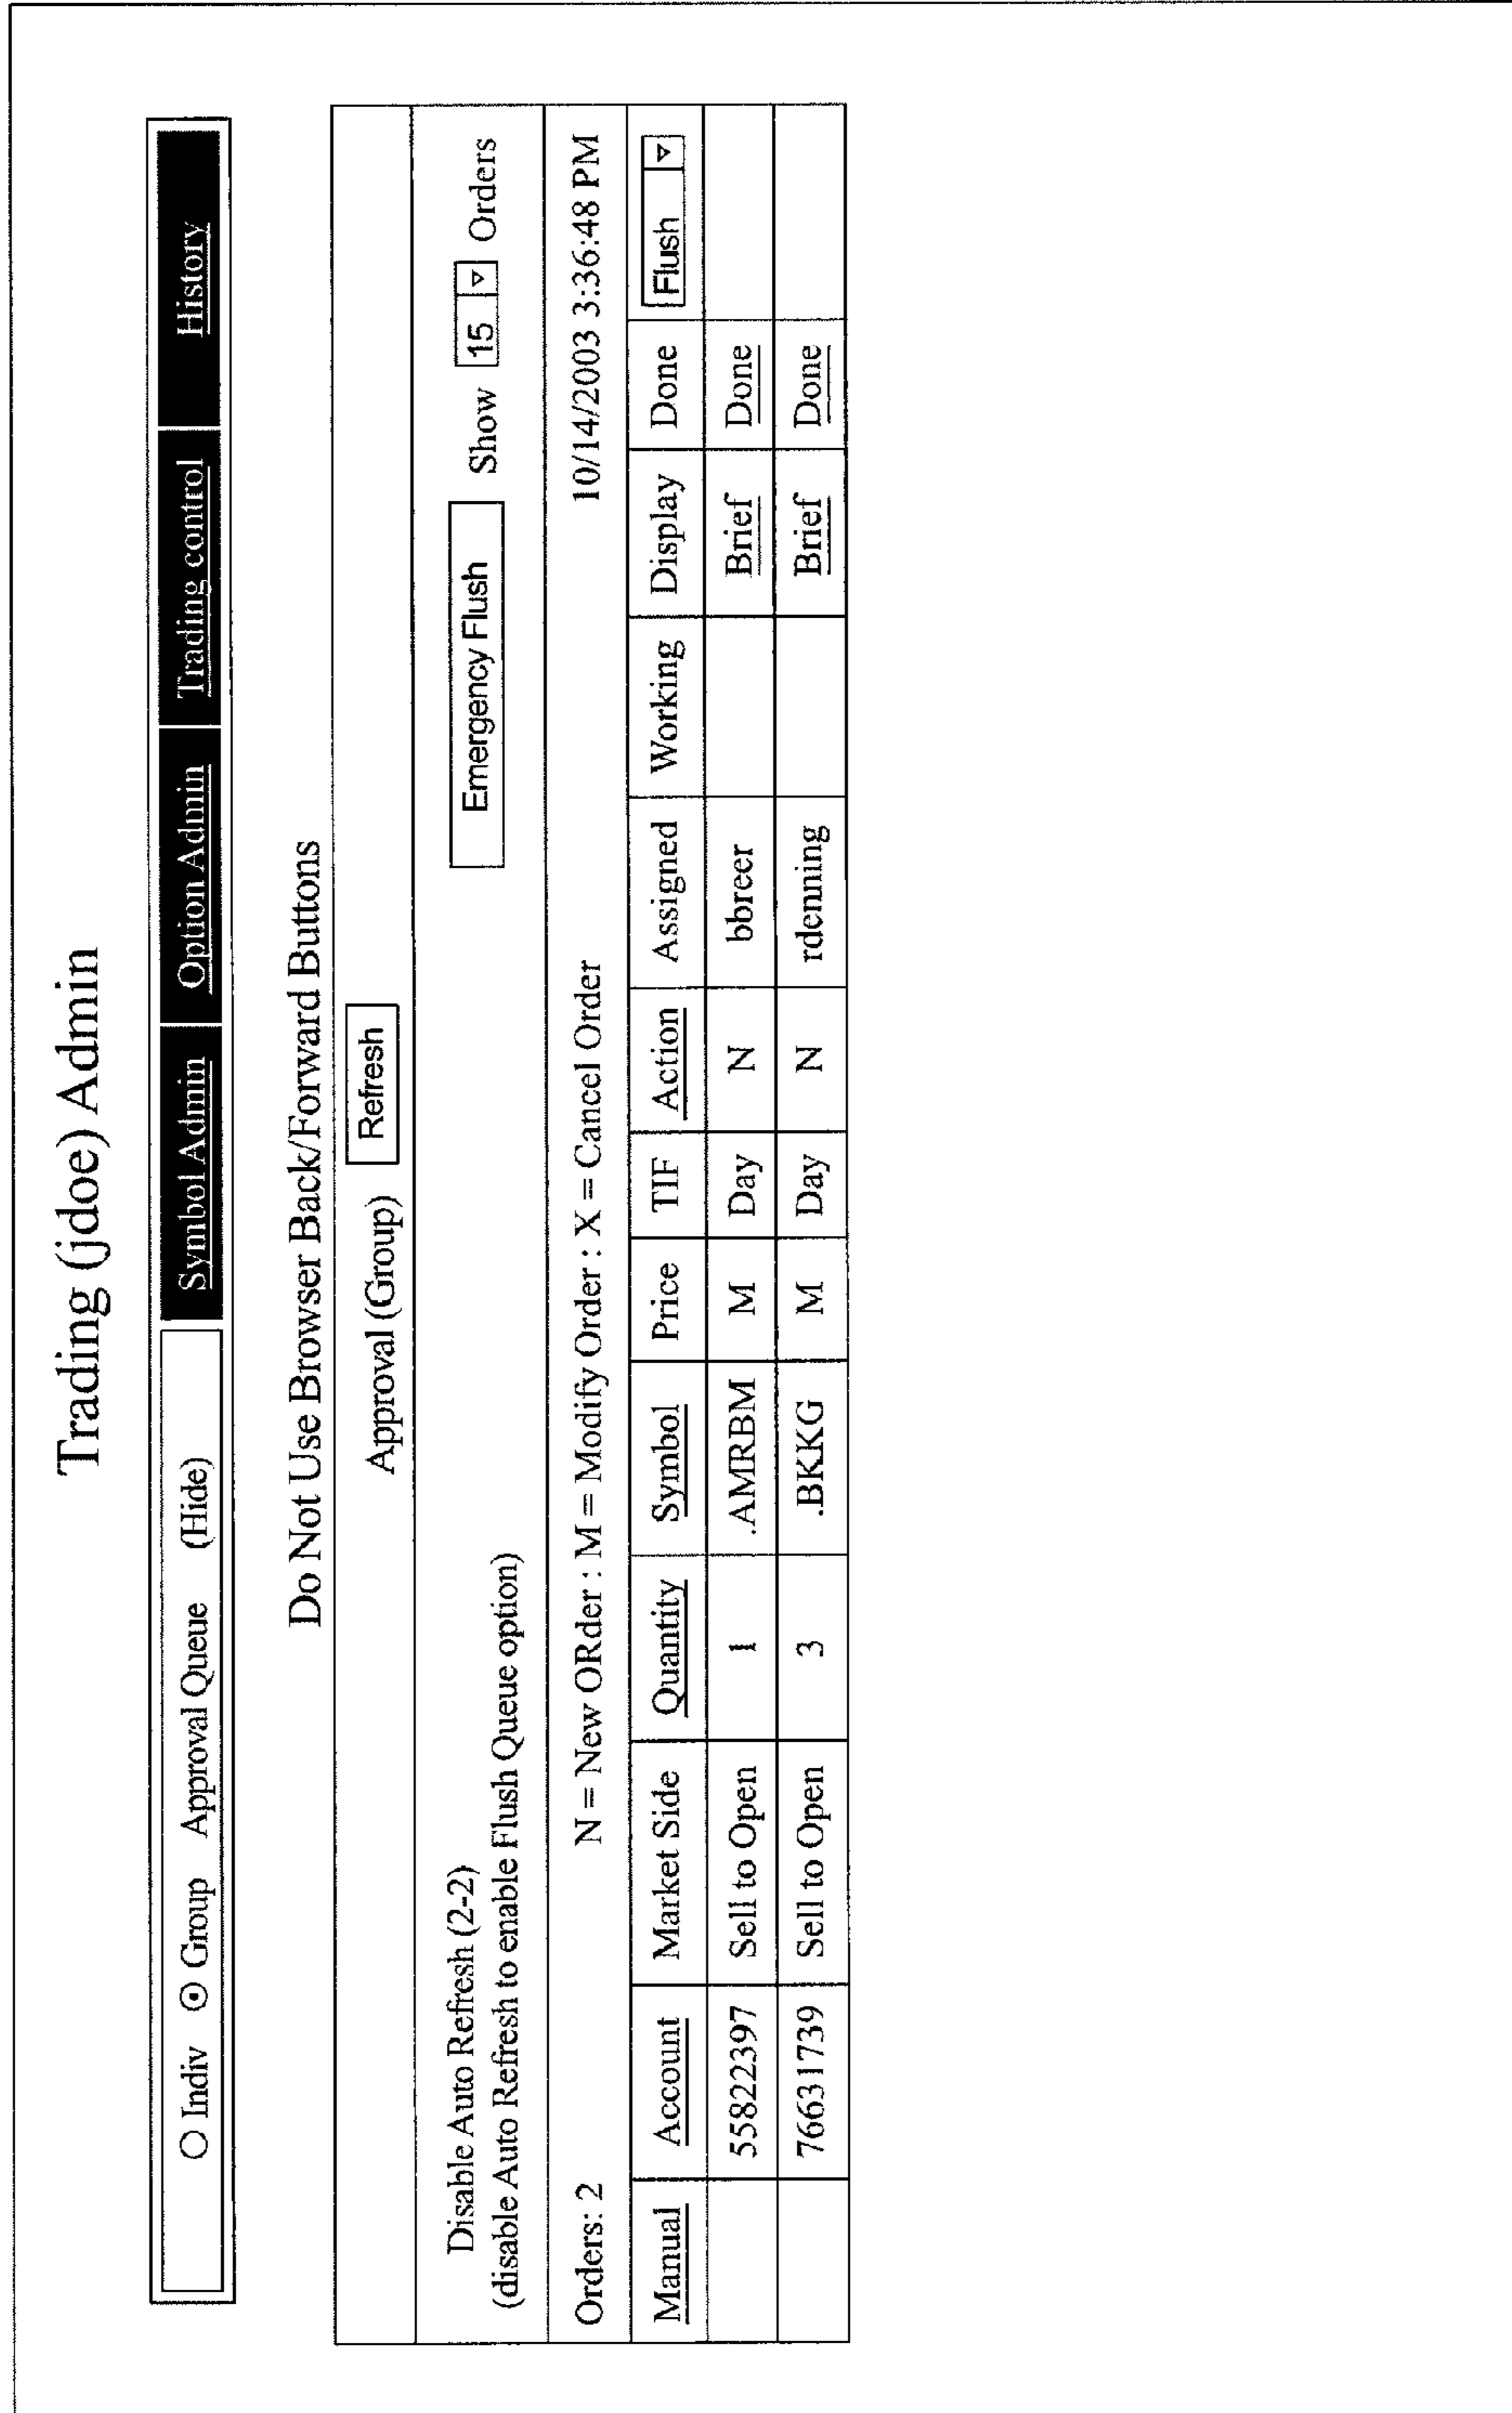 Trading (jdoe) Admin
Indiv Group Approval Queue (Hide) Symbol Admin Option Admin Trading control History
Do Not Use Browser Back/Forward Buttons
Approval (Group) Refresh
Disable Auto Refresh (2-2)
(disable Auto Refresh to enable Flush Queue option)
Emergency Flush Show 15 Orders
Orders: 2 N = New ORder : M = Modify Order : X = Cancel Order 10/14/2003 3:36:48 PM
Manual Account Market Side Quantity Symbol Price TIF Action Assigned Working Display Done Flush
55822397 Sell to Open 1 .AMRBM M Day N bbreer Brief Done
76631739 Sell to Open 3 .BKKG M Day N rdenning Brief Done